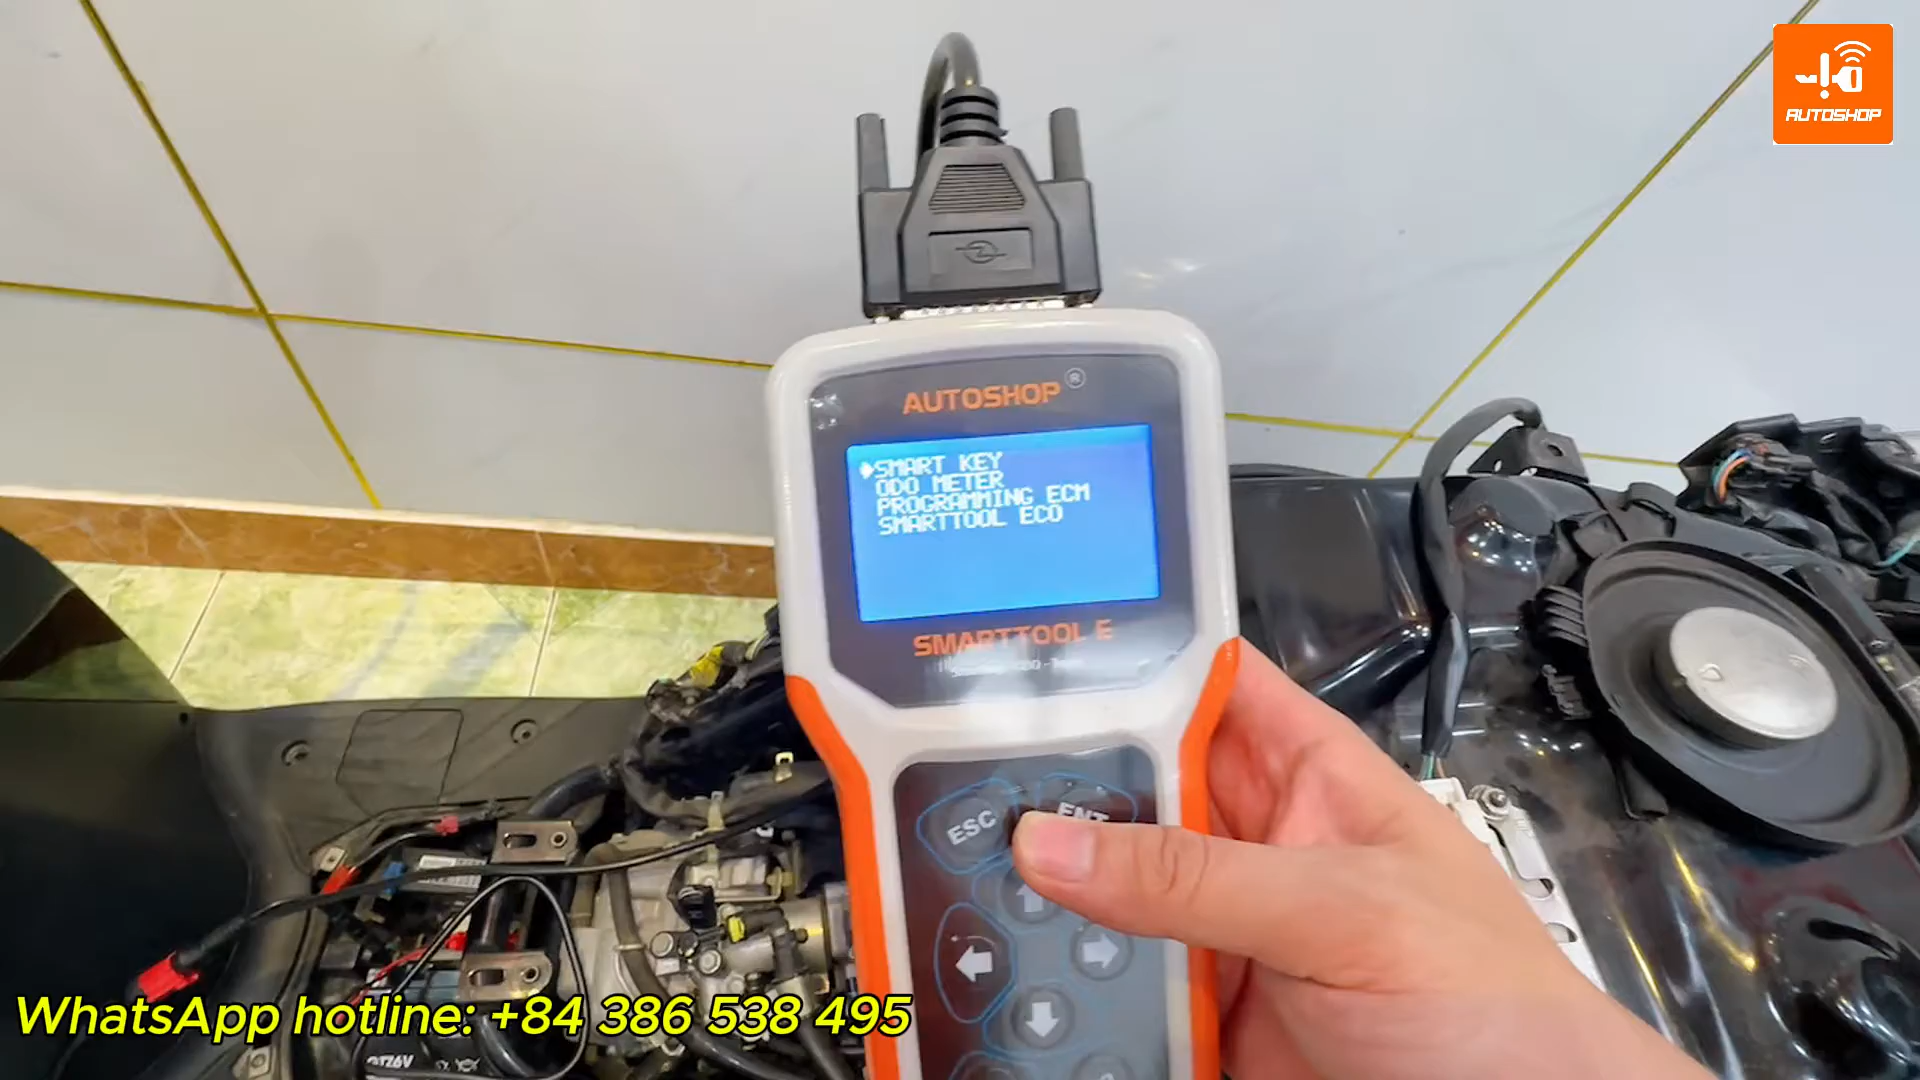 AUTOSHOP
AUTOSHOP ®
SMART KEY
ODO METER
PROGRAMMING ECM
SMARTTOOL ECO
SMARTTOOL E
ESC
ENT
WhatsApp hotline: +84 386 538 495
GTZ6V